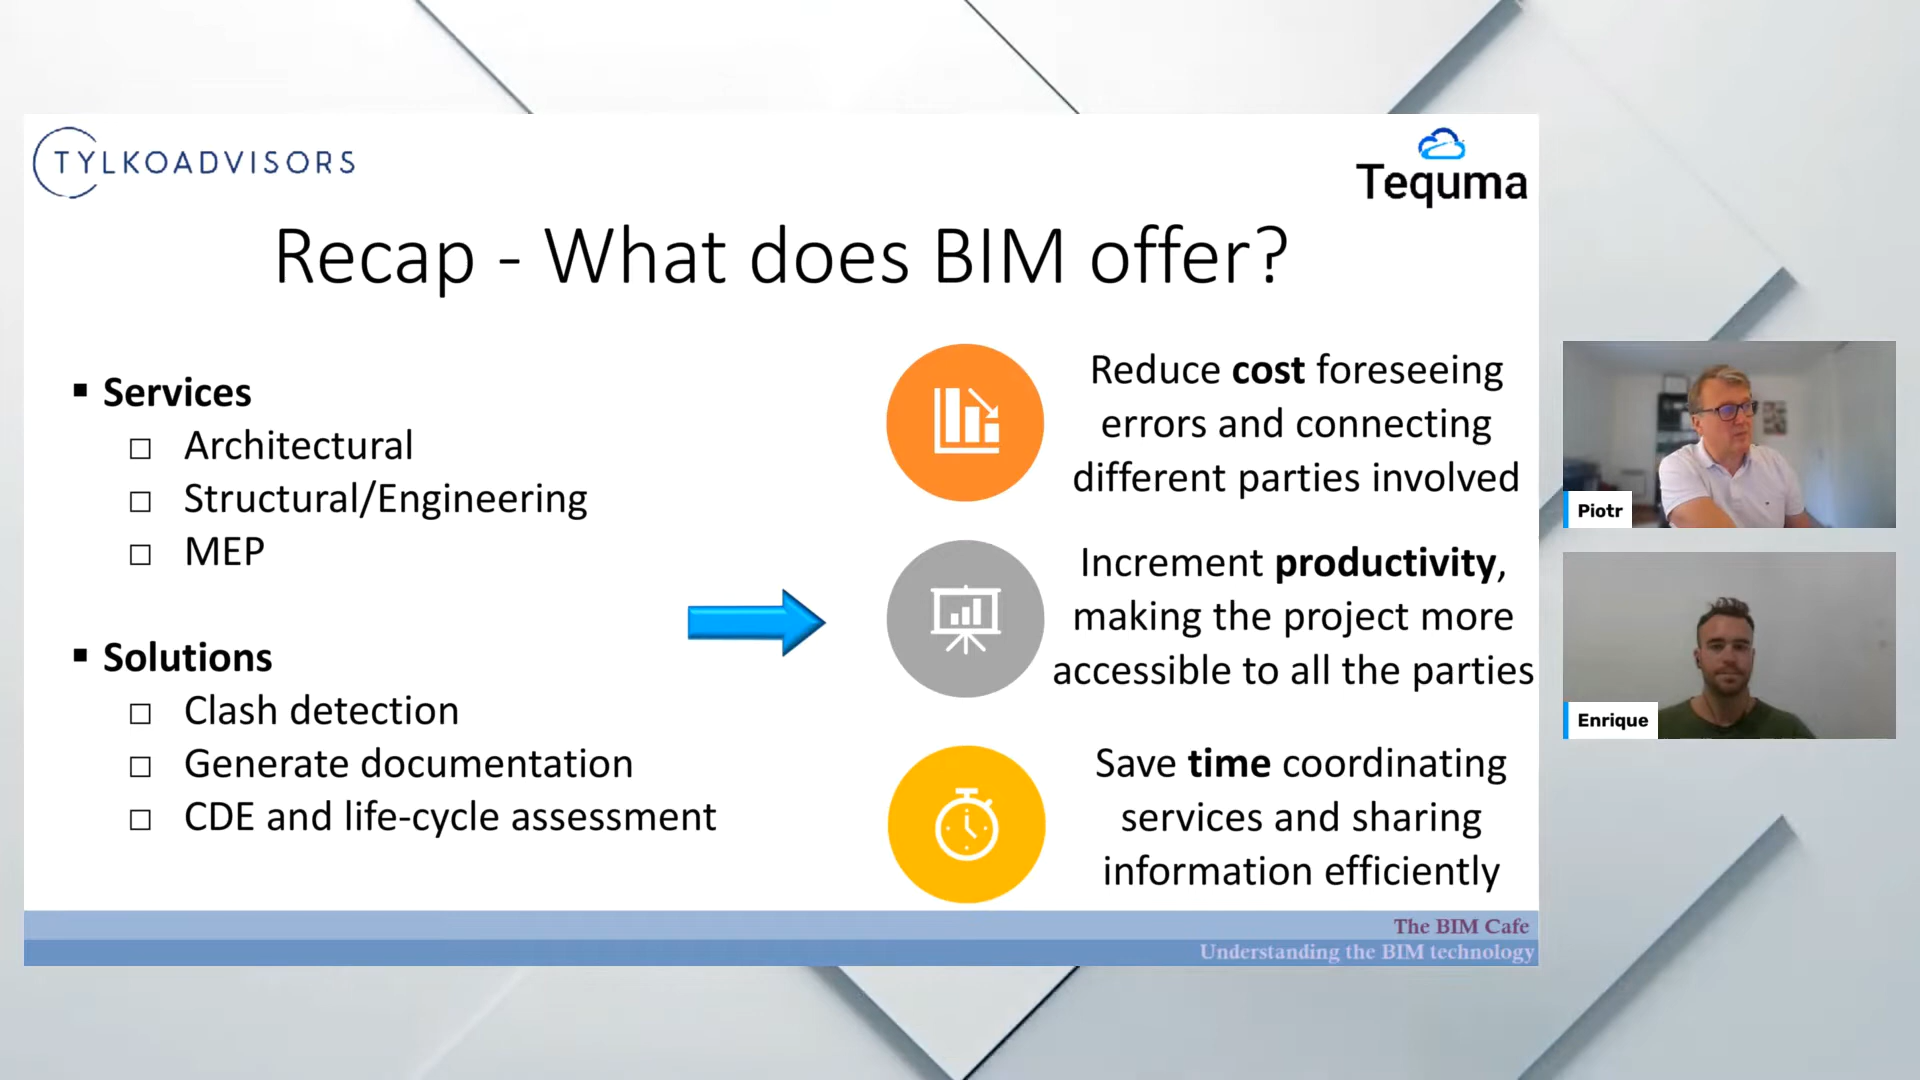 TYLKOADVISORS
Tequma
Recap - What does BIM offer?
▪ Services
□ Architectural
□ Structural/Engineering
□ MEP
▪ Solutions
□ Clash detection
□ Generate documentation
□ CDE and life-cycle assessment
Reduce cost foreseeing
errors and connecting
different parties involved
Increment productivity,
making the project more
accessible to all the parties
Save time coordinating
services and sharing
information efficiently
The BIM Cafe
Understanding the BIM technology
Piotr
Enrique